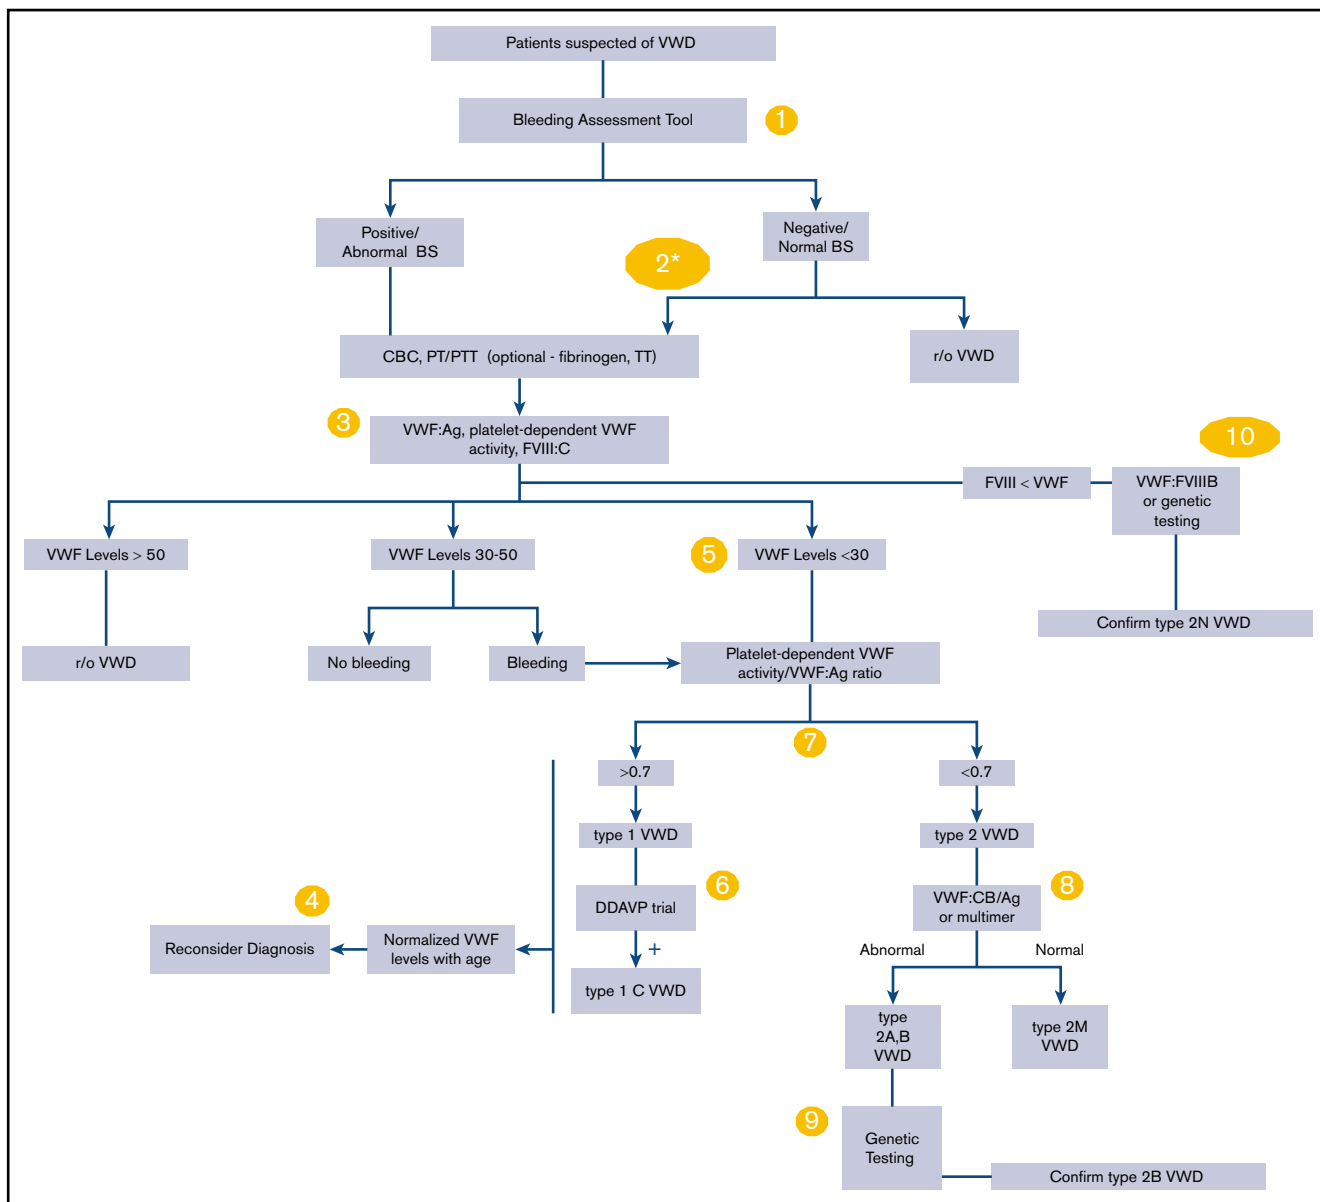 Patients suspected of VWD
Bleeding Assessment Tool
1
Positive/
Abnormal BS
Negative/
Normal BS
2*
CBC, PT/PTT (optional - fibrinogen, TT)
r/o VWD
3
VWF:Ag, platelet-dependent VWF
activity, FVIII:C
10
FVIII < VWF
VWF:FVIIIB
or genetic
testing
VWF Levels > 50
VWF Levels 30-50
5
VWF Levels <30
Confirm type 2N VWD
r/o VWD
No bleeding
Bleeding
Platelet-dependent VWF
activity/VWF:Ag ratio
7
>0.7
<0.7
type 1 VWD
type 2 VWD
6
DDAVP trial
8
VWF:CB/Ag
or multimer
4
Reconsider Diagnosis
Normalized VWF
levels with age
+
type 1 C VWD
Abnormal
Normal
type
2A,B
VWD
type 2M
VWD
9
Genetic
Testing
Confirm type 2B VWD